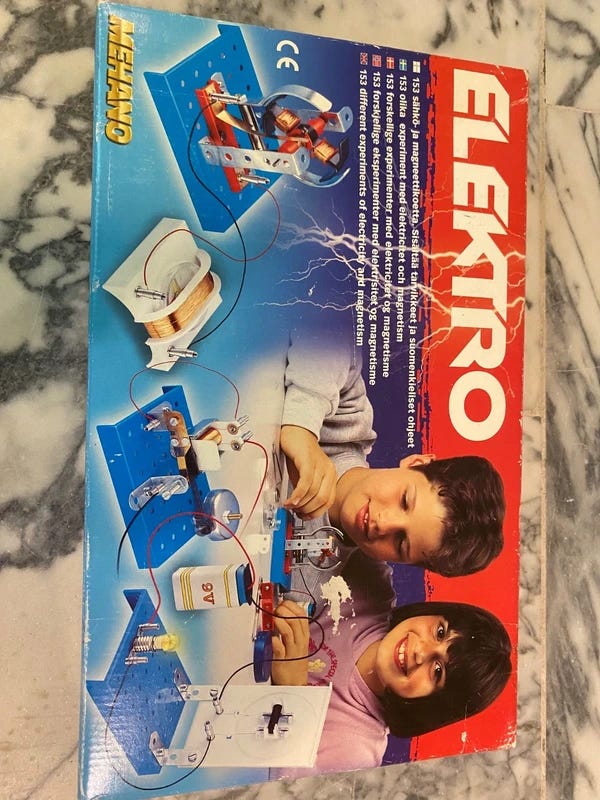 ELEKTRO
153 sähkö- ja magneettikoetta, sisältää tarvikkeet ja suomenkieliset ohjeet
153 olika experiment med elektricitet och magnetism
153 forskellige experimenter med elektricitet og magnetisme
153 forskjellige eksperimenter med elektrisitet og magnetisme
153 different experiments of electricity and magnetism
CE
MEHANO
9V